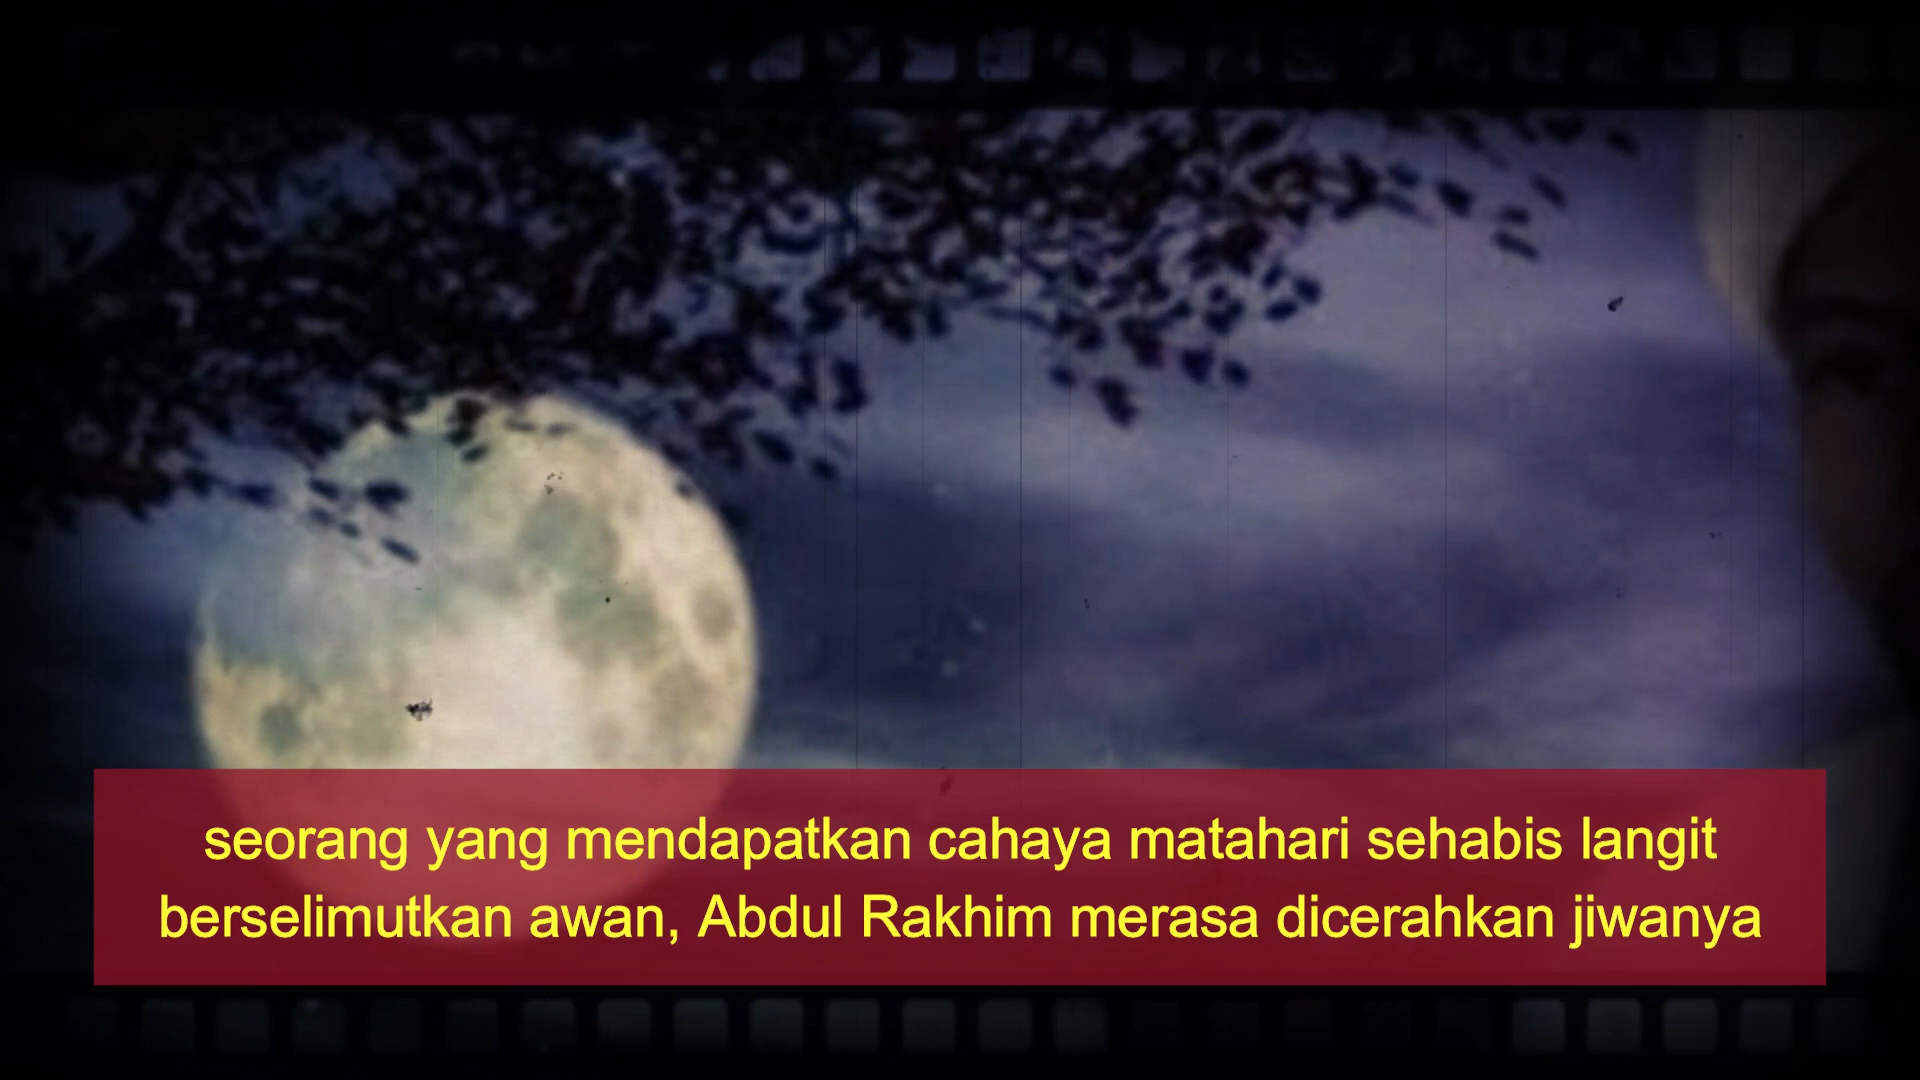 seorang yang mendapatkan cahaya matahari sehabis langit
berselimutkan awan, Abdul Rakhim merasa dicerahkan jiwanya